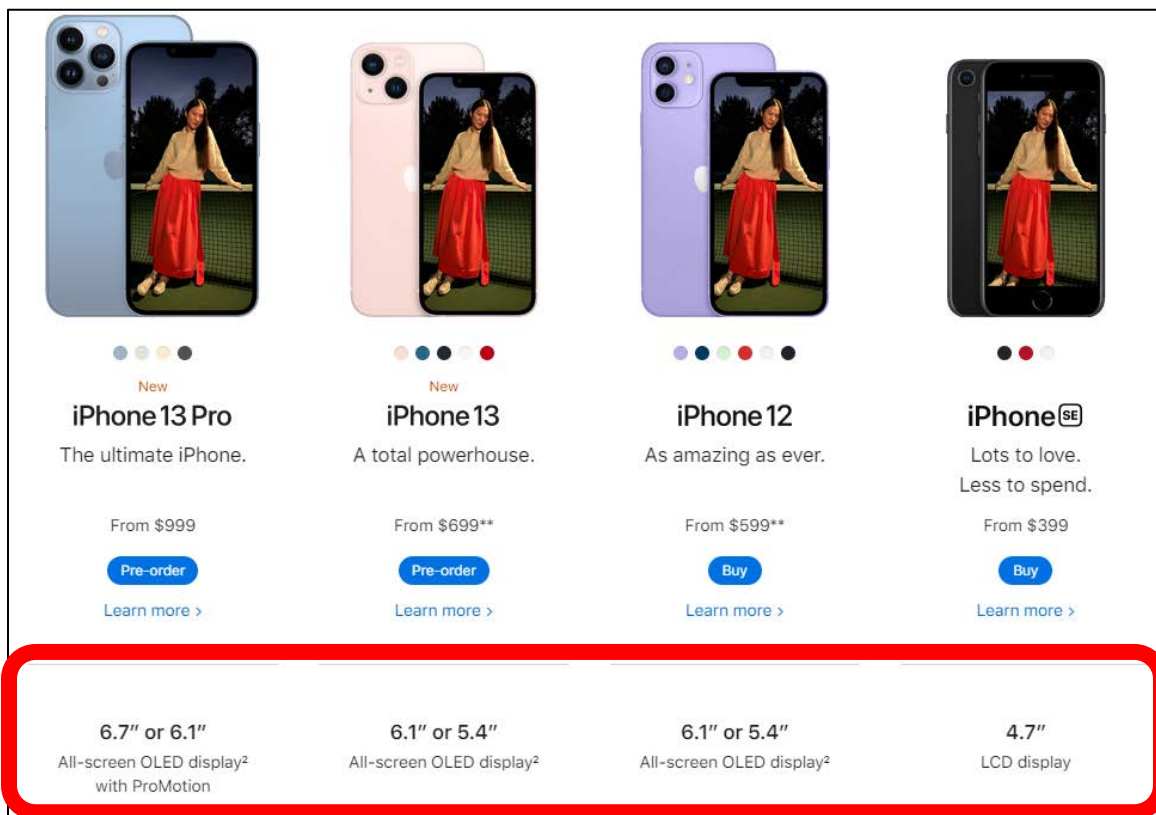 New
iPhone 13 Pro
The ultimate iPhone.
From $999
Pre-order
Learn more >
6.7″ or 6.1″
All-screen OLED display²
with ProMotion
New
iPhone 13
A total powerhouse.
From $699**
Pre-order
Learn more >
6.1″ or 5.4″
All-screen OLED display²
iPhone 12
As amazing as ever.
From $599**
Buy
Learn more >
6.1″ or 5.4″
All-screen OLED display²
iPhone SE
Lots to love.
Less to spend.
From $399
Buy
Learn more >
4.7″
LCD display